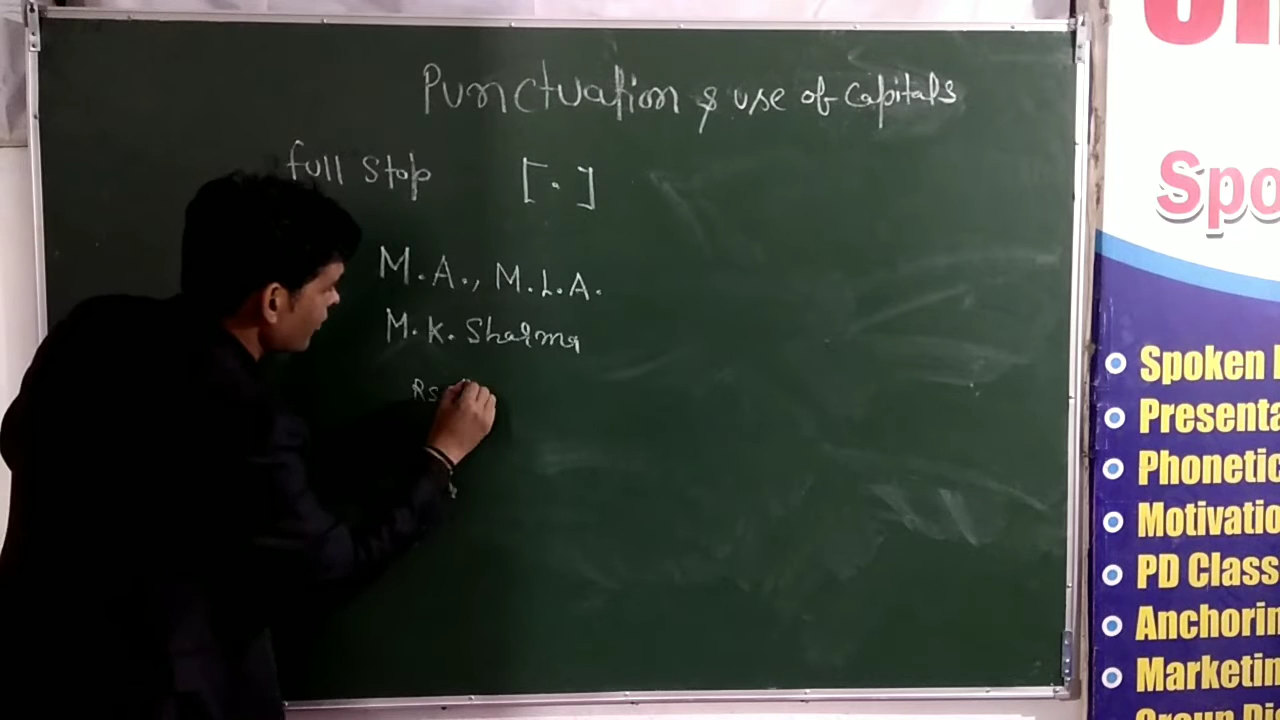 Punctuation & use of Capitals
full stop [.]
M.A., M.L.A.
M.K. Sharma
Rs
Spo
Spoken
Presenta
Phonetic
Motivatio
PD Class
Anchorin
Marketin